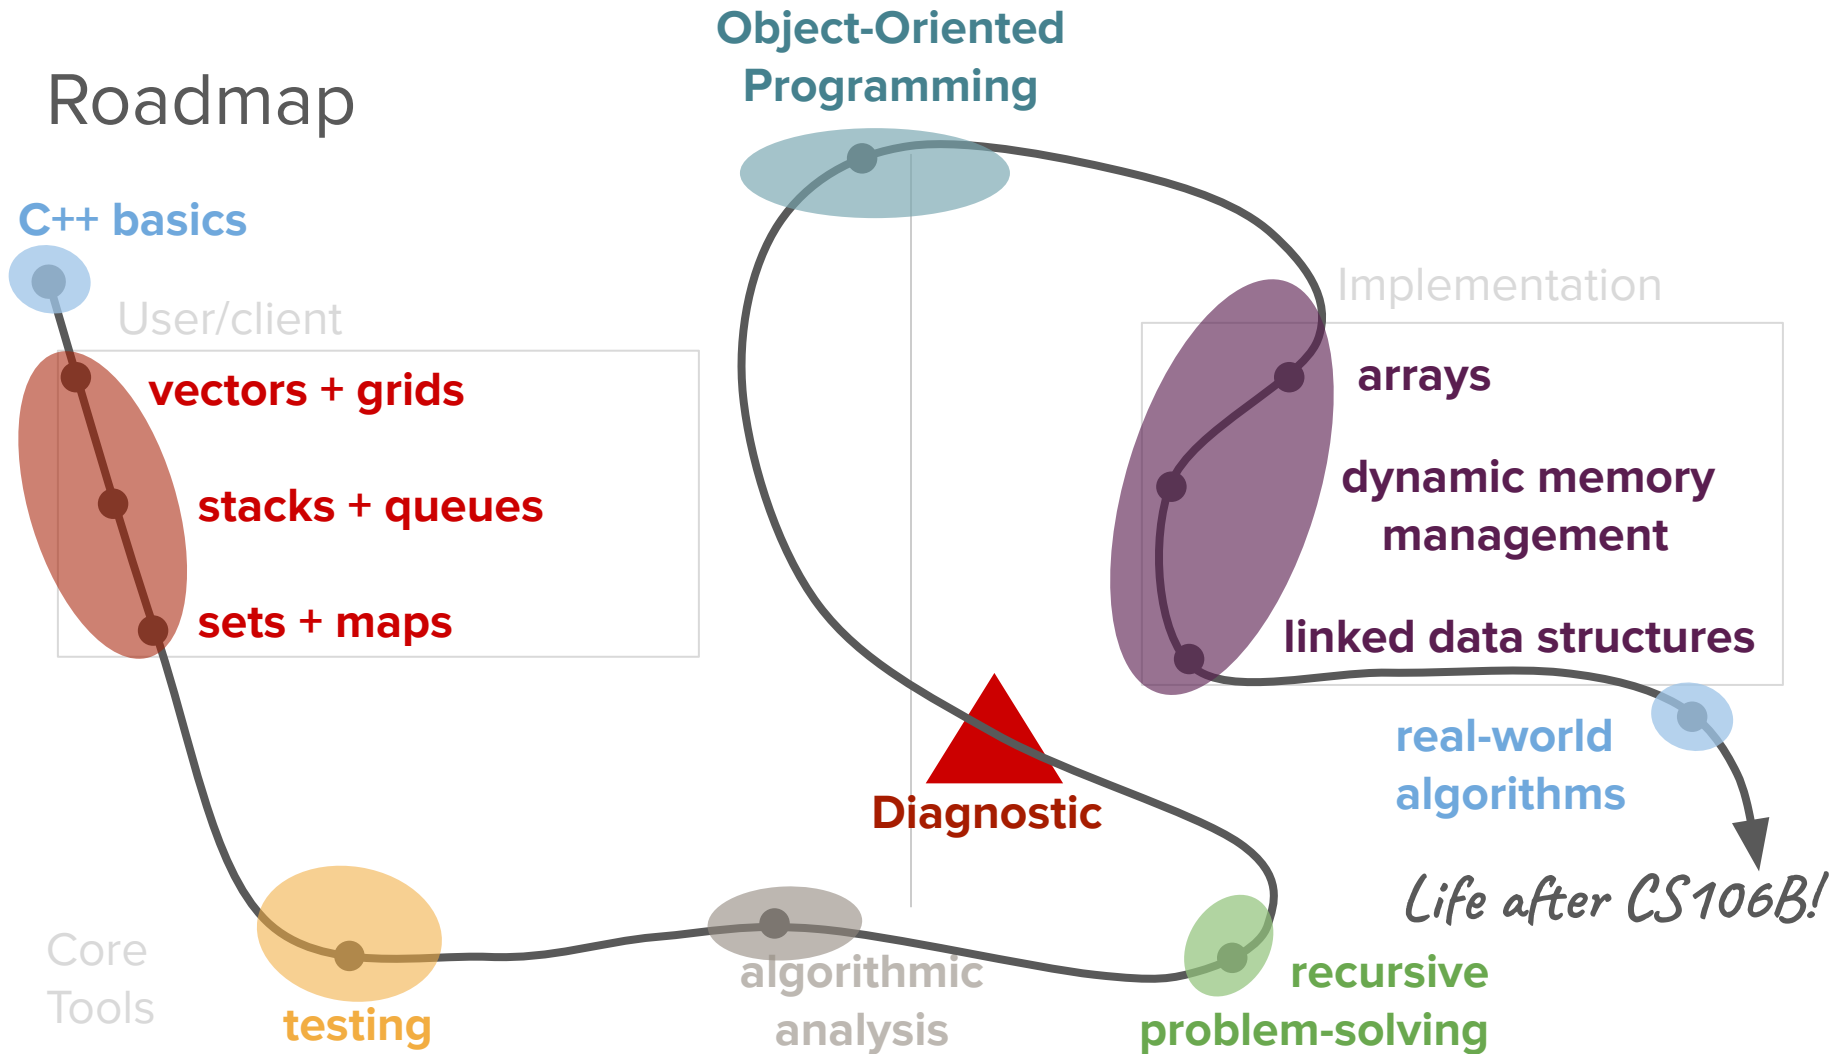 Object-Oriented
Programming
Roadmap
C++ basics
User/client
vectors + grids
stacks + queues
sets + maps
Implementation
arrays
dynamic memory
management
linked data structures
real-world
algorithms
Diagnostic
Life after CS106B!
Core
Tools
testing
algorithmic
analysis
recursive
problem-solving